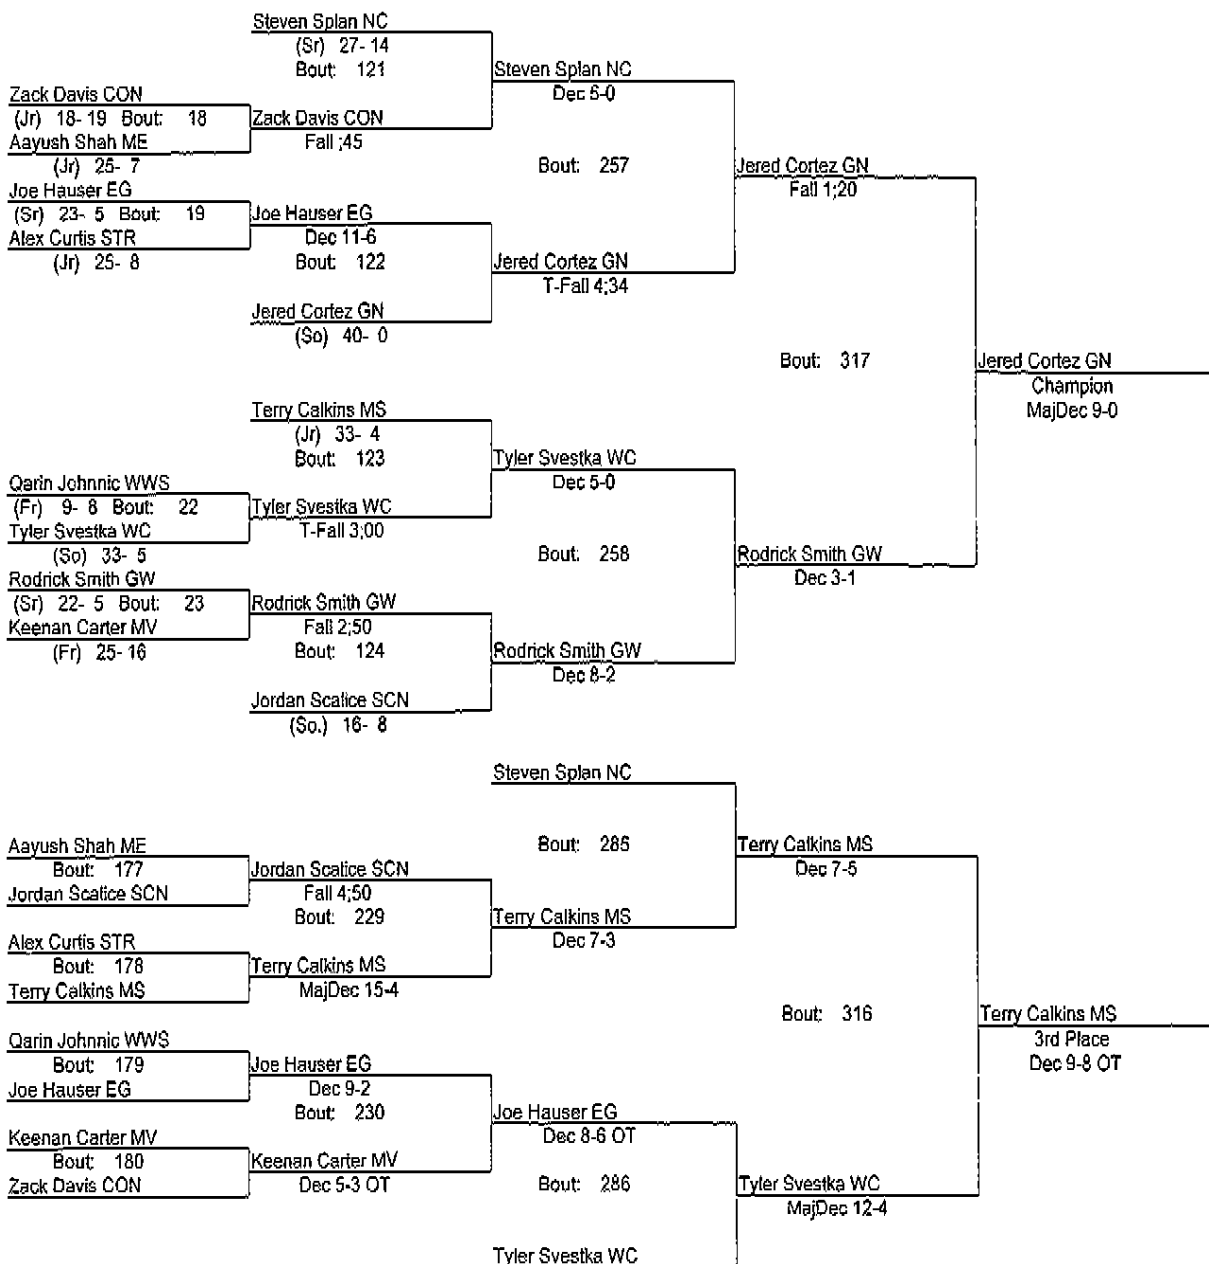 Steven Splan NC
(Sr) 27- 14
Bout: 121
Steven Splan NC
Dec 5-0
Zack Davis CON
(Jr) 18- 19 Bout: 18
Zack Davis CON
Fall ;45
Aayush Shah ME
(Jr) 25- 7
Bout: 257
Jered Cortez GN
Fall 1;20
Joe Hauser EG
(Sr) 23- 5 Bout: 19
Joe Hauser EG
Dec 11-6
Alex Curtis STR
(Jr) 25- 8
Bout: 122
Jered Cortez GN
T-Fall 4;34
Jered Cortez GN
(So) 40- 0
Bout: 317
Jered Cortez GN
Champion
MajDec 9-0
Terry Calkins MS
(Jr) 33- 4
Bout: 123
Tyler Svestka WC
Dec 5-0
Qarin Johnnic WWS
(Fr) 9- 8 Bout: 22
Tyler Svestka WC
T-Fall 3;00
Tyler Svestka WC
(So) 33- 5
Bout: 258
Rodrick Smith GW
Dec 3-1
Rodrick Smith GW
(Sr) 22- 5 Bout: 23
Rodrick Smith GW
Fall 2;50
Keenan Carter MV
(Fr) 25- 16
Bout: 124
Rodrick Smith GW
Dec 8-2
Jordan Scalice SCN
(So.) 16- 8
Steven Splan NC
Bout: 285
Terry Calkins MS
Dec 7-5
Aayush Shah ME
Bout: 177
Jordan Scalice SCN
Jordan Scalice SCN
Fall 4;50
Bout: 229
Terry Calkins MS
Dec 7-3
Alex Curtis STR
Bout: 178
Terry Calkins MS
Terry Calkins MS
MajDec 15-4
Bout: 316
Terry Calkins MS
3rd Place
Dec 9-8 OT
Qarin Johnnic WWS
Bout: 179
Joe Hauser EG
Joe Hauser EG
Dec 9-2
Bout: 230
Joe Hauser EG
Dec 8-6 OT
Keenan Carter MV
Bout: 180
Zack Davis CON
Keenan Carter MV
Dec 5-3 OT
Bout: 286
Tyler Svestka WC
MajDec 12-4
Tyler Svestka WC